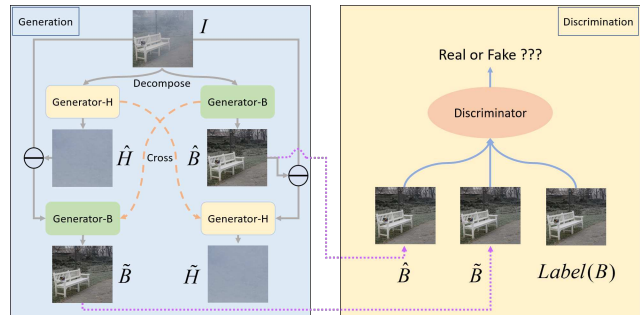 Generation
I
Decompose
Generator-H
Generator-B
Ĥ
Cross
B̂
Generator-B
Generator-H
B̃
H̃
Discrimination
Real or Fake ???
Discriminator
B̂
B̃
Label(B)